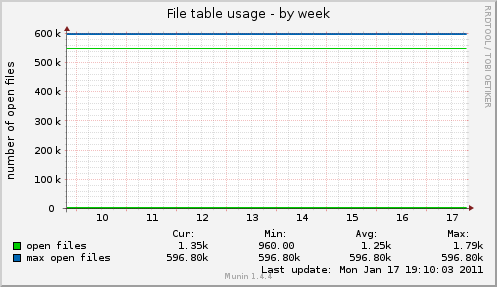 File table usage - by week
RRDTOOL / TOBI OETIKER
number of open files
600 k
500 k
400 k
300 k
200 k
100 k
0
10 11 12 13 14 15 16 17
Cur: Min: Avg: Max:
open files 1.35k 960.00 1.25k 1.79k
max open files 596.80k 596.80k 596.80k 596.80k
Last update: Mon Jan 17 19:10:03 2011
Munin 1.4.4